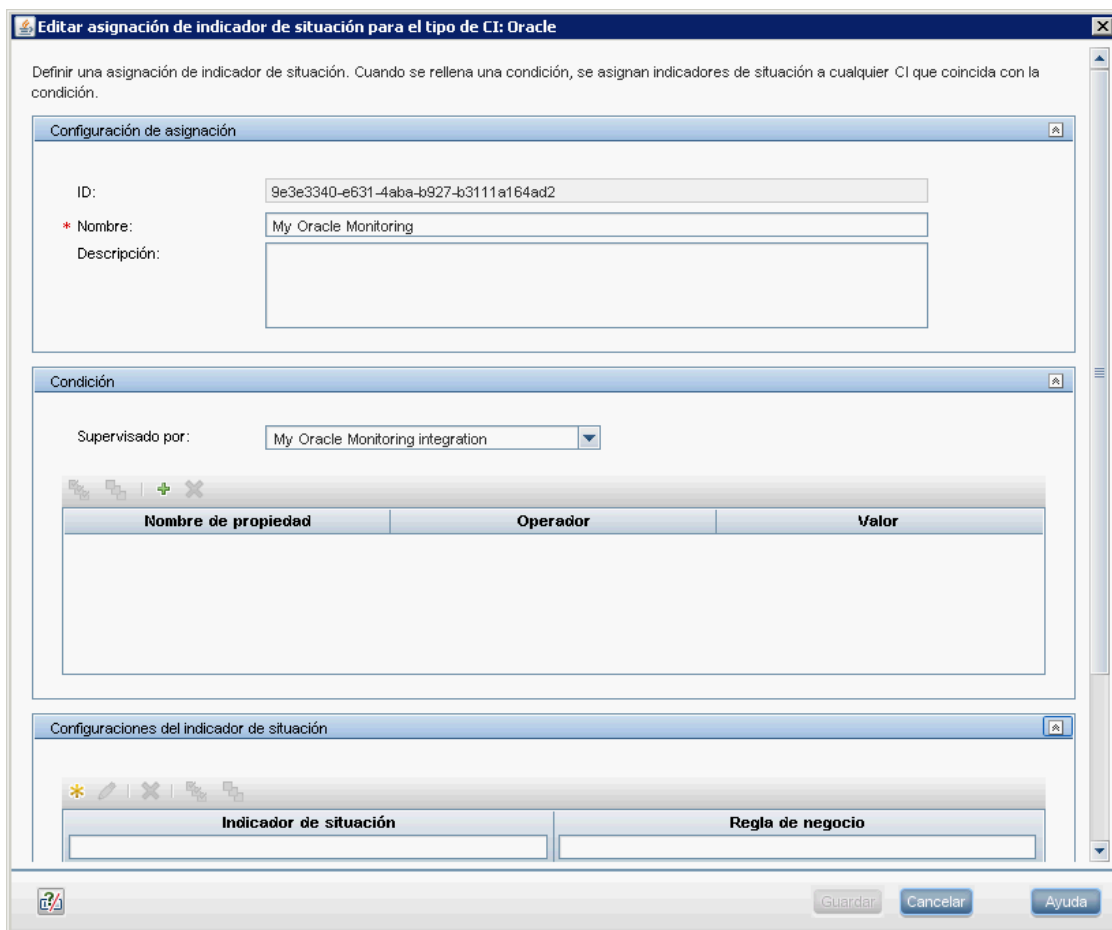 Editar asignación de indicador de situación para el tipo de CI: Oracle
Definir una asignación de indicador de situación. Cuando se rellena una condición, se asignan indicadores de situación a cualquier CI que coincida con la
condición.
Configuración de asignación
ID: 9e3e3340-e631-4aba-b927-b3111a164ad2
* Nombre: My Oracle Monitoring
Descripción:
Condición
Supervisado por: My Oracle Monitoring integration
Nombre de propiedad Operador Valor
Configuraciones del indicador de situación
Indicador de situación Regla de negocio
Guardar Cancelar Ayuda